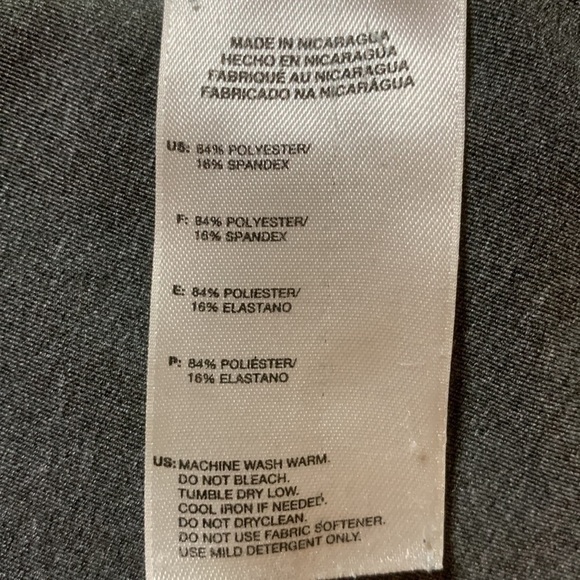 MADE IN NICARAGUA
HECHO EN NICARAGUA
FABRIQUÉ AU NICARAGUA
FABRICADO NA NICARÁGUA
US: 84% POLYESTER/
16% SPANDEX
F: 84% POLYESTER/
16% SPANDEX
E: 84% POLIESTER/
16% ELASTANO
P: 84% POLIÉSTER/
16% ELASTANO
US: MACHINE WASH WARM.
DO NOT BLEACH.
TUMBLE DRY LOW.
COOL IRON IF NEEDED.
DO NOT DRYCLEAN.
DO NOT USE FABRIC SOFTENER.
USE MILD DETERGENT ONLY.